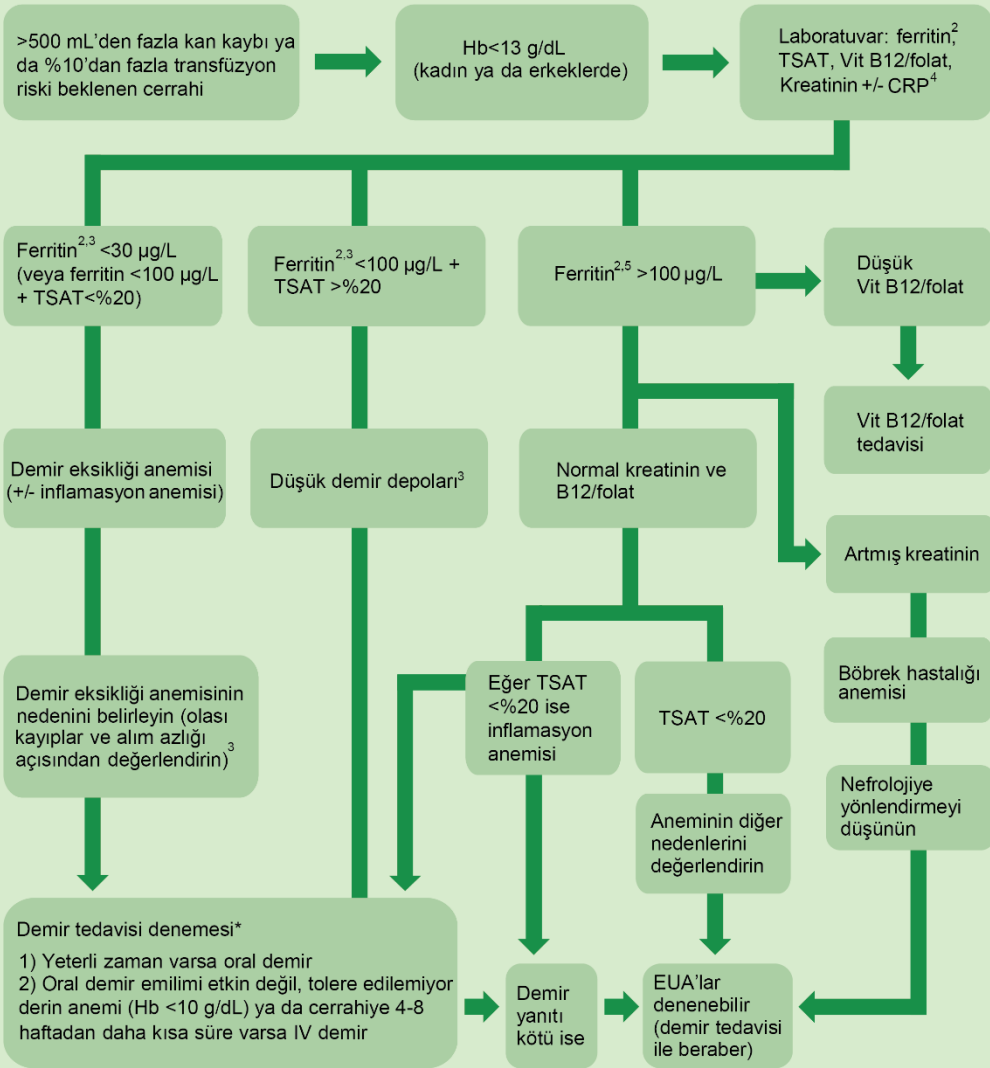 >500 mL’den fazla kan kaybı ya
da %10’dan fazla transfüzyon
riski beklenen cerrahi
Hb<13 g/dL
(kadın ya da erkeklerde)
Laboratuvar: ferritin,2
TSAT, Vit B12/folat,
Kreatinin +/- CRP4
Ferritin2,3 <30 µg/L
(veya ferritin <100 µg/L
+ TSAT<%20)
Ferritin2,3 <100 µg/L +
TSAT >%20
Ferritin2,5 >100 µg/L
Düşük
Vit B12/folat
Vit B12/folat
tedavisi
Demir eksikliği anemisi
(+/- inflamasyon anemisi)
Düşük demir depoları3
Normal kreatinin ve
B12/folat
Artmış kreatinin
Demir eksikliği anemisinin
nedenini belirleyin (olası
kayıplar ve alım azlığı
açısından değerlendirin)3
Eğer TSAT
<%20 ise
inflamasyon
anemisi
TSAT <%20
Böbrek hastalığı
anemisi
Aneminin diğer
nedenlerini
değerlendirin
Nefrolojiye
yönlendirmeyi
düşünün
Demir tedavisi denemesi*
1) Yeterli zaman varsa oral demir
2) Oral demir emilimi etkin değil, tolere edilemiyor
derin anemi (Hb <10 g/dL) ya da cerrahiye 4-8
haftadan daha kısa süre varsa IV demir
Demir
yanıtı
kötü ise
EUA’lar
denenebilir
(demir tedavisi
ile beraber)